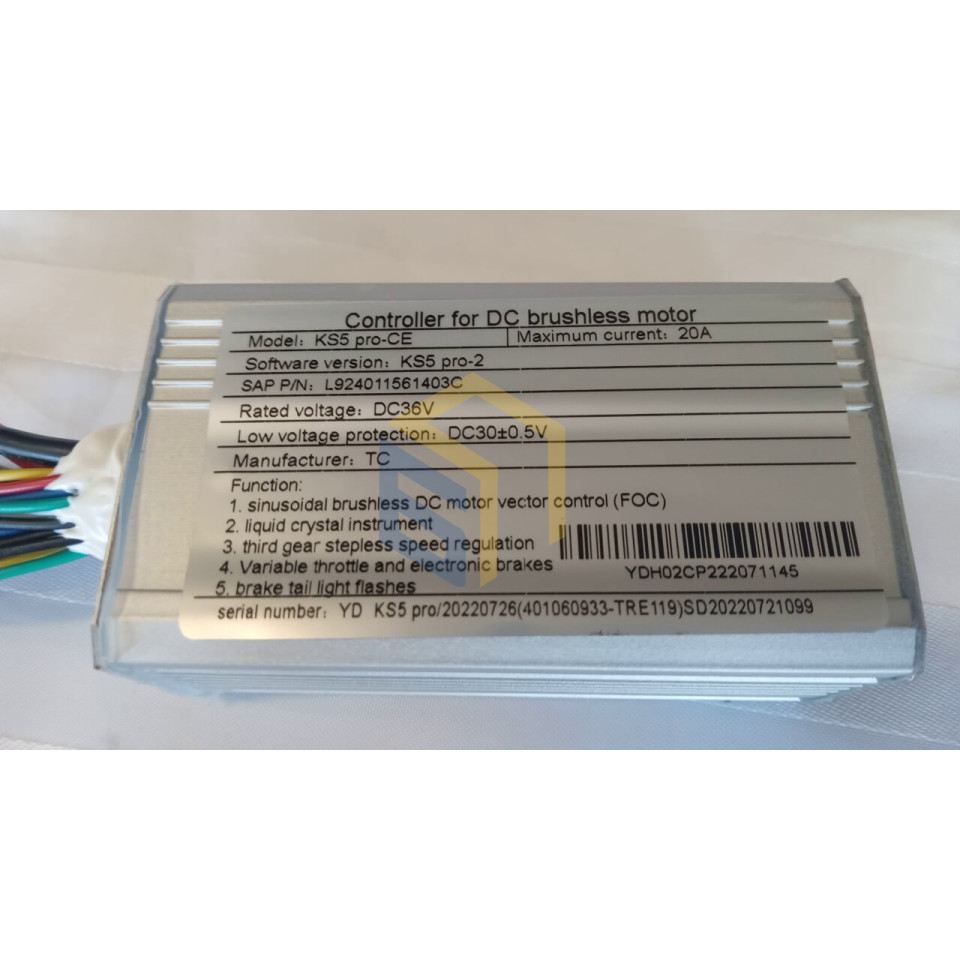 Controller for DC brushless motor
Model: KS5 pro-CE Maximum current: 20A
Software version: KS5 pro-2
SAP P/N: L924011561403C
Rated voltage: DC36V
Low voltage protection: DC30±0.5V
Manufacturer: TC
Function:
1. sinusoidal brushless DC motor vector control (FOC)
2. liquid crystal instrument
3. third gear stepless speed regulation
4. Variable throttle and electronic brakes
5. brake tail light flashes
YDH02CP222071145
serial number: YD KS5 pro/20220726(401060933-TRE119)SD20220721099